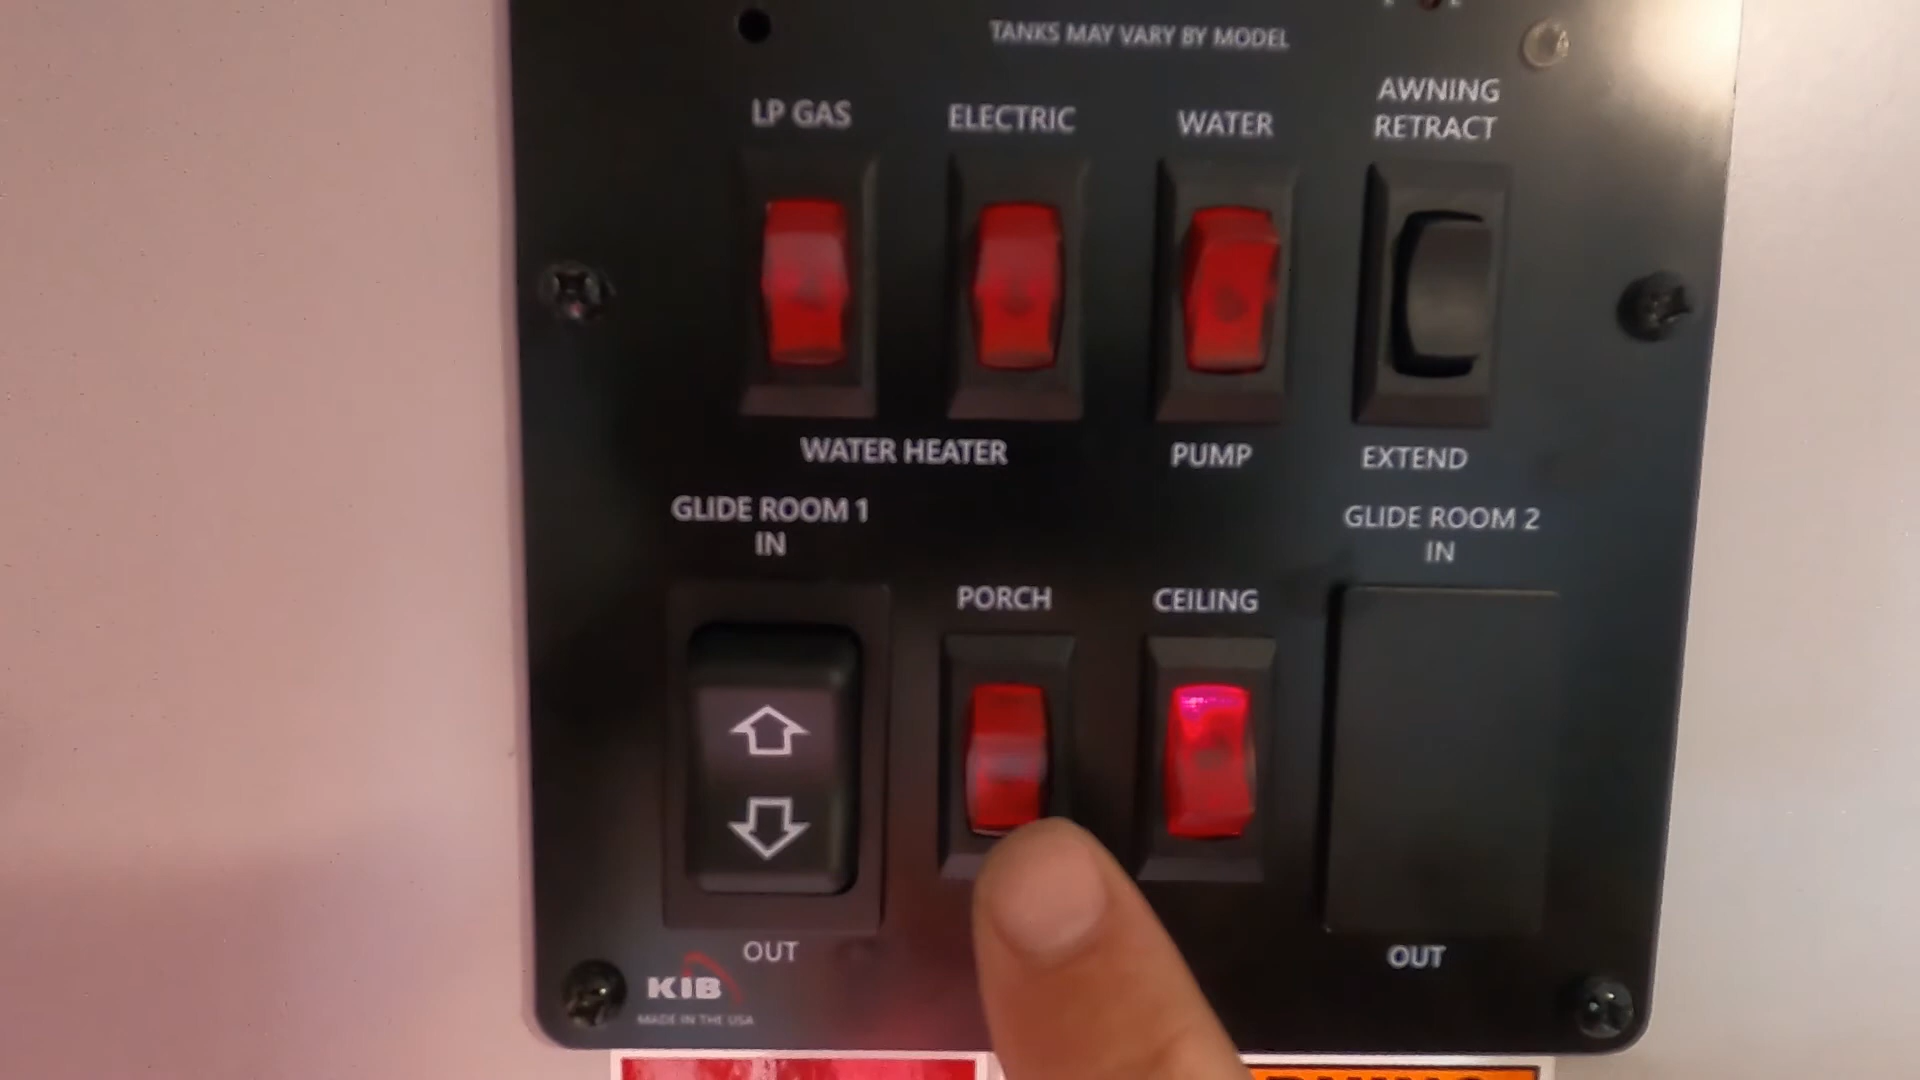 TANKS MAY VARY BY MODEL
LP GAS
ELECTRIC
WATER
AWNING
RETRACT
WATER HEATER
PUMP
EXTEND
GLIDE ROOM 1
IN
GLIDE ROOM 2
IN
PORCH
CEILING
OUT
OUT
KIB
MADE IN THE USA